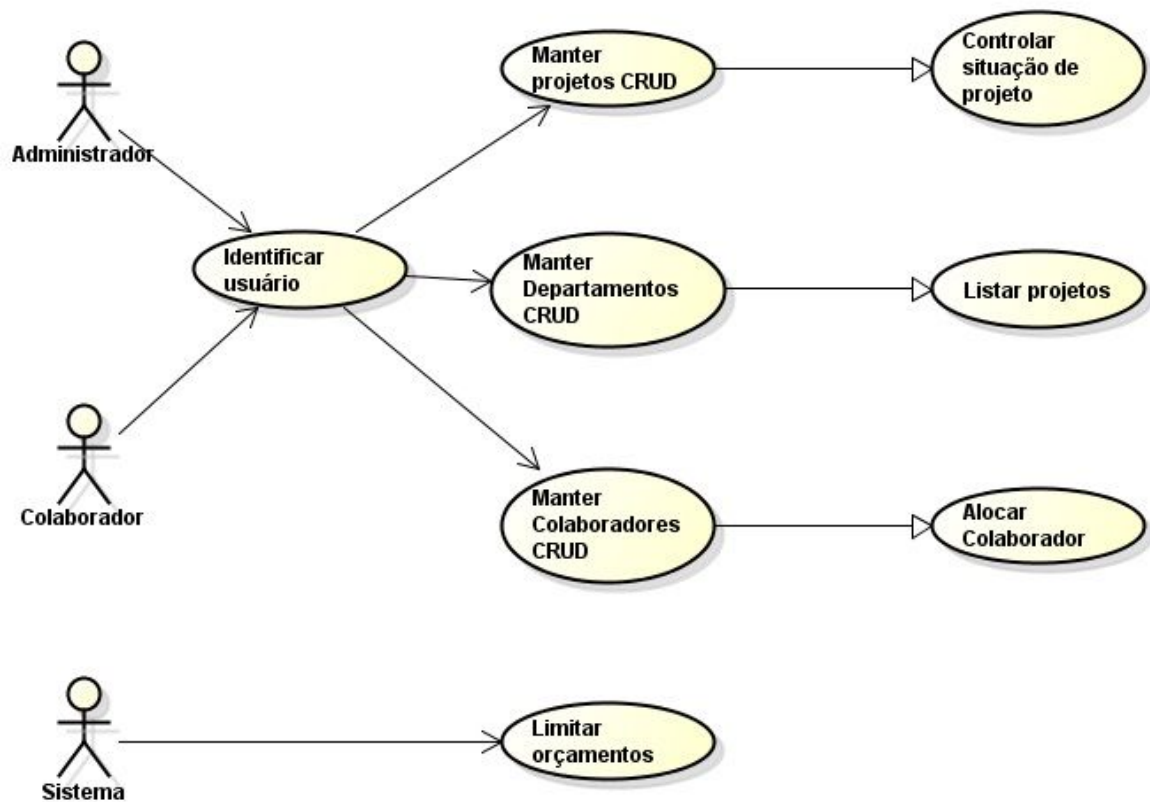 Administrador
Colaborador
Sistema
Identificar
usuário
Manter
projetos CRUD
Manter
Departamentos
CRUD
Manter
Colaboradores
CRUD
Limitar
orçamentos
Controlar
situação de
projeto
Listar projetos
Alocar
Colaborador